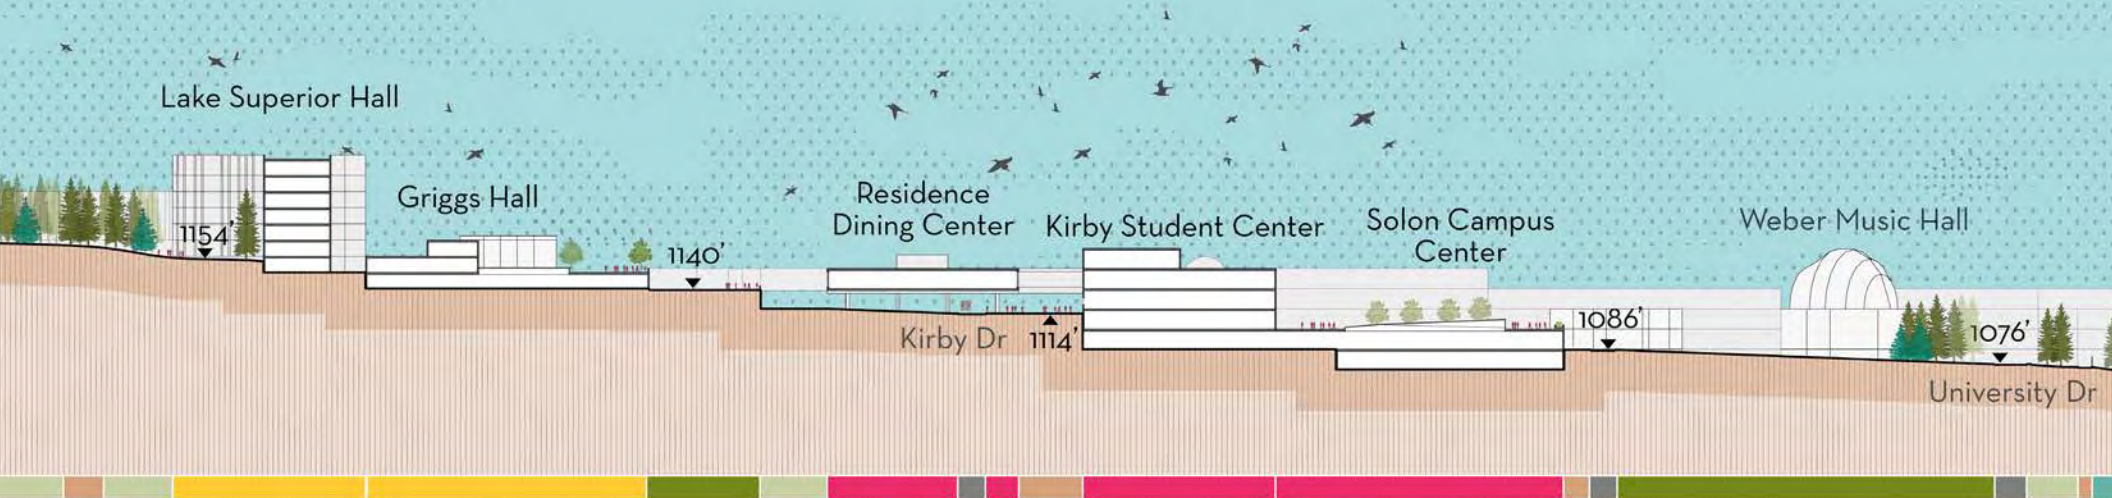 Lake Superior Hall
Griggs Hall
Residence
Dining Center
Kirby Student Center
Solon Campus
Center
Weber Music Hall
1154'
1140'
Kirby Dr
1114'
1086'
1076'
University Dr